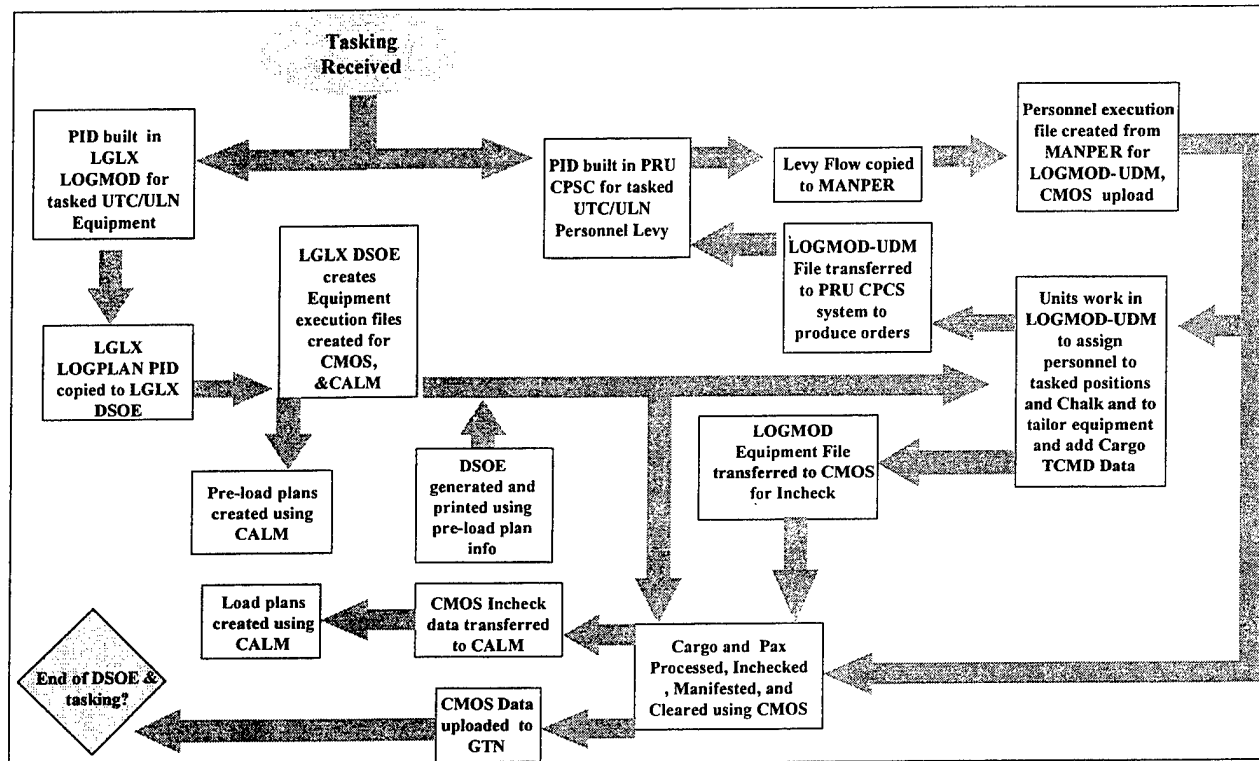 Tasking
Received
PID built in
LGLX
LOGMOD for
tasked UTC/ULN
Equipment
PID built in PRU
CPSC for tasked
UTC/ULN
Personnel Levy
Levy Flow copied
to MANPER
Personnel execution
file created from
MANPER for
LOGMOD-UDM,
CMOS upload
LGLX DSOE
creates
Equipment
execution files
created for
CMOS,
&CALM
LOGMOD-UDM
File transferred
to PRU CPCS
system to
produce orders
Units work in
LOGMOD-UDM
to assign
personnel to
tasked positions
and Chalk and to
tailor equipment
and add Cargo
TCMD Data
LGLX
LOGPLAN PID
copied to LGLX
DSOE
LOGMOD
Equipment File
transferred to CMOS
for Incheck
Pre-load plans
created using
CALM
DSOE
generated and
printed using
pre-load plan
info
Load plans
created using
CALM
CMOS Incheck
data transferred
to CALM
Cargo and Pax
Processed, Inchecked
, Manifested, and
Cleared using CMOS
End of DSOE &
tasking?
CMOS Data
uploaded to
GTN